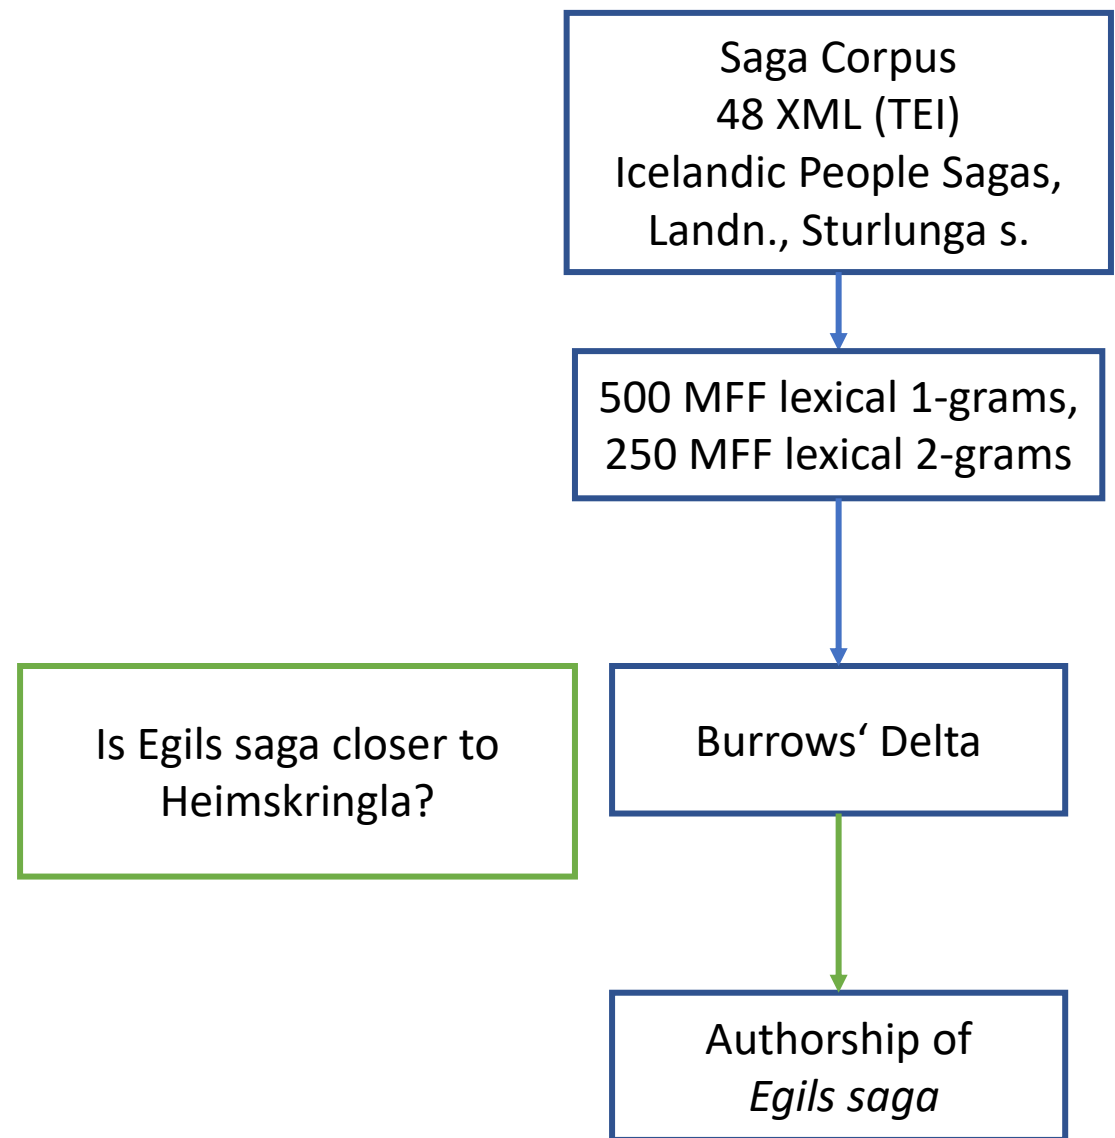 Saga Corpus
48 XML (TEI)
Icelandic People Sagas,
Landn., Sturlunga s.
500 MFF lexical 1-grams,
250 MFF lexical 2-grams
Is Egils saga closer to
Heimskringla?
Burrows‘ Delta
Authorship of
Egils saga